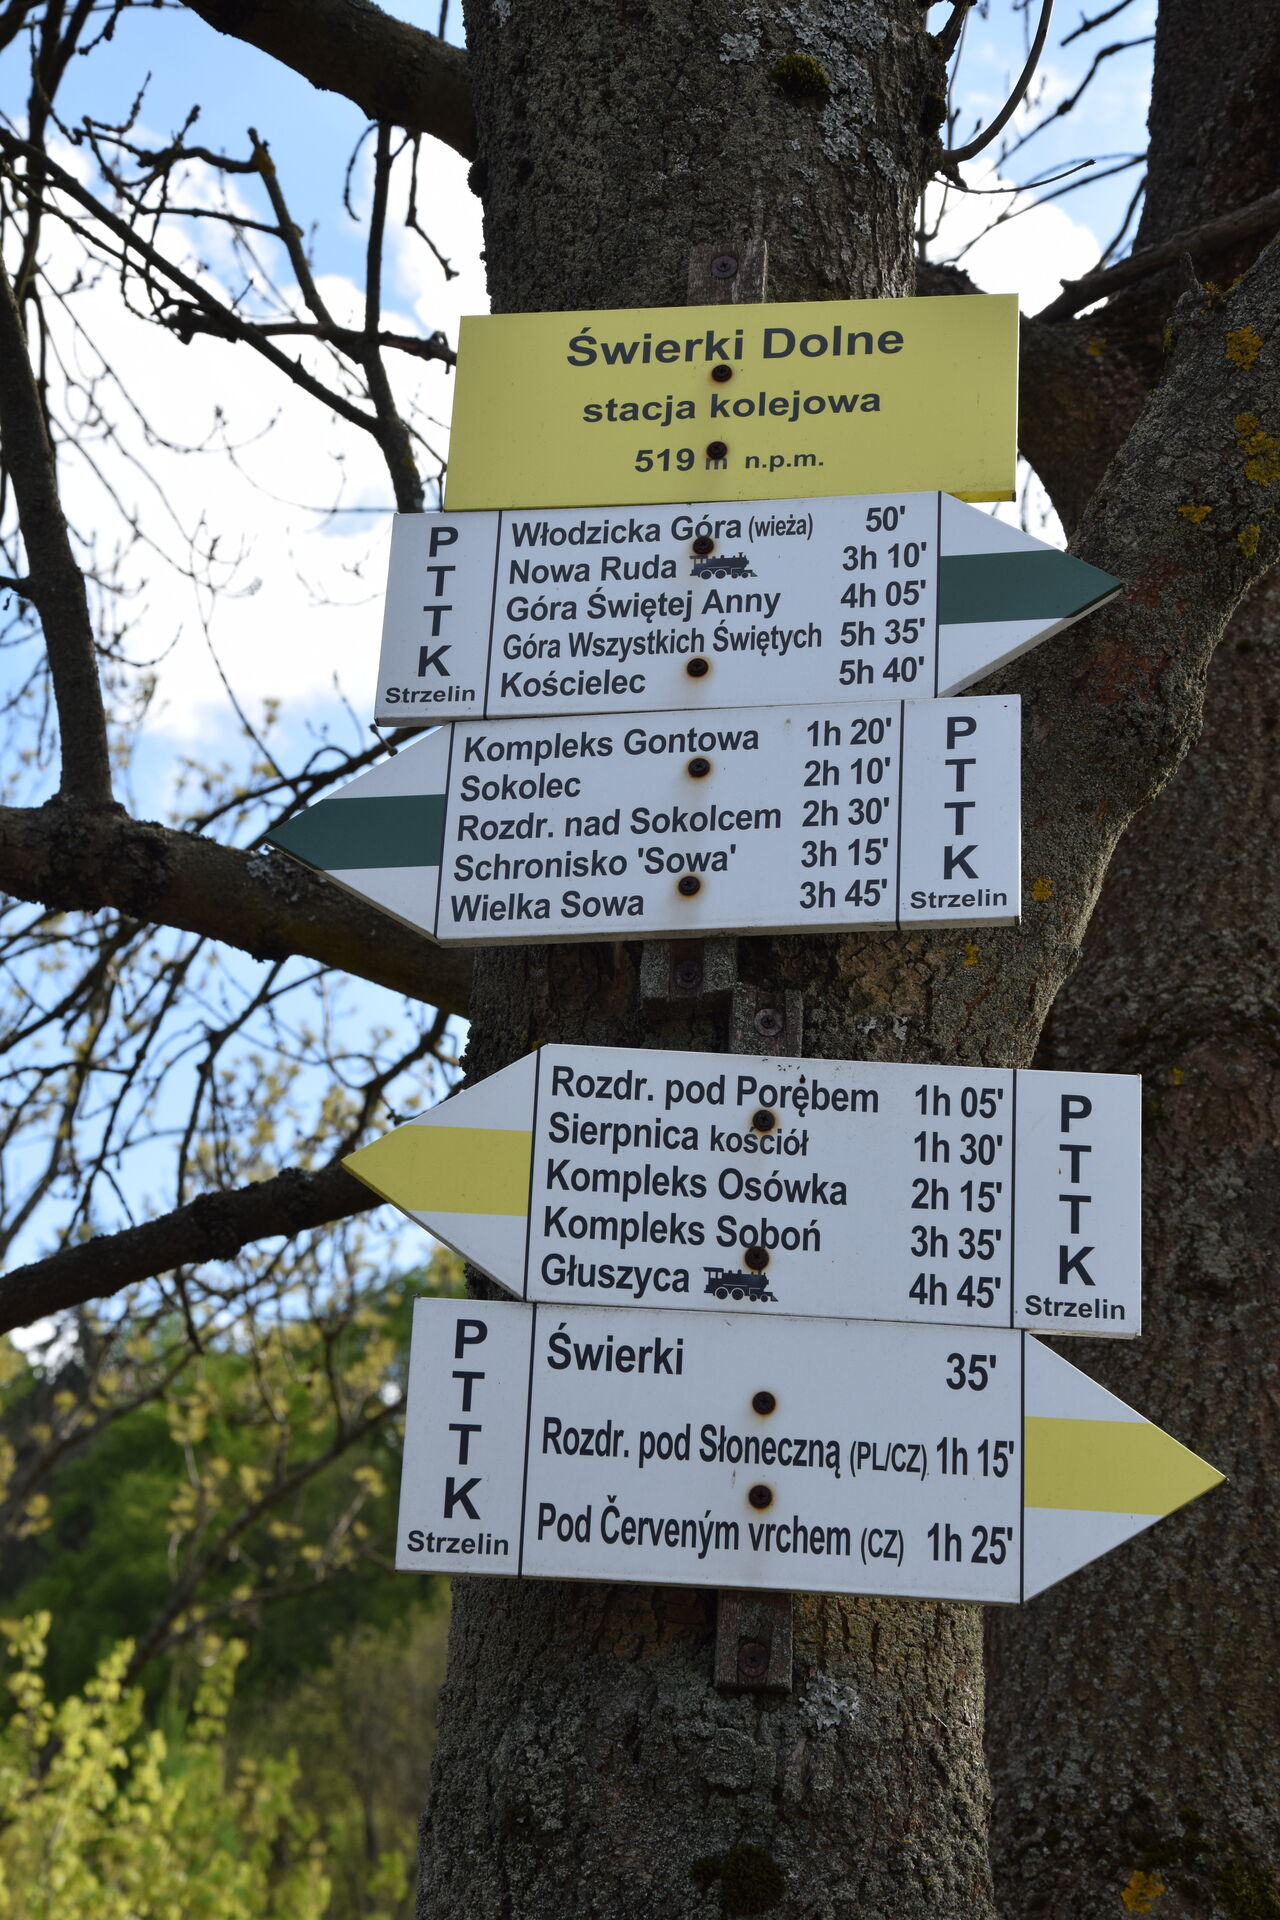 Świerki Dolne
stacja kolejowa
519 m n.p.m.
PTTK
Strzelin
Włodzicka Góra (wieża) 50'
Nowa Ruda 3h 10'
Góra Świętej Anny 4h 05'
Góra Wszystkich Świętych 5h 35'
Kościelec 5h 40'
Kompleks Gontowa 1h 20'
Sokolec 2h 10'
Rozdr. nad Sokolcem 2h 30'
Schronisko 'Sowa' 3h 15'
Wielka Sowa 3h 45'
PTTK
Strzelin
Rozdr. pod Porębem 1h 05'
Sierpnica kościół 1h 30'
Kompleks Osówka 2h 15'
Kompleks Soboń 3h 35'
Głuszyca 4h 45'
PTTK
Strzelin
PTTK
Strzelin
Świerki 35'
Rozdr. pod Słoneczną (PL/CZ) 1h 15'
Pod Červeným vrchem (CZ) 1h 25'